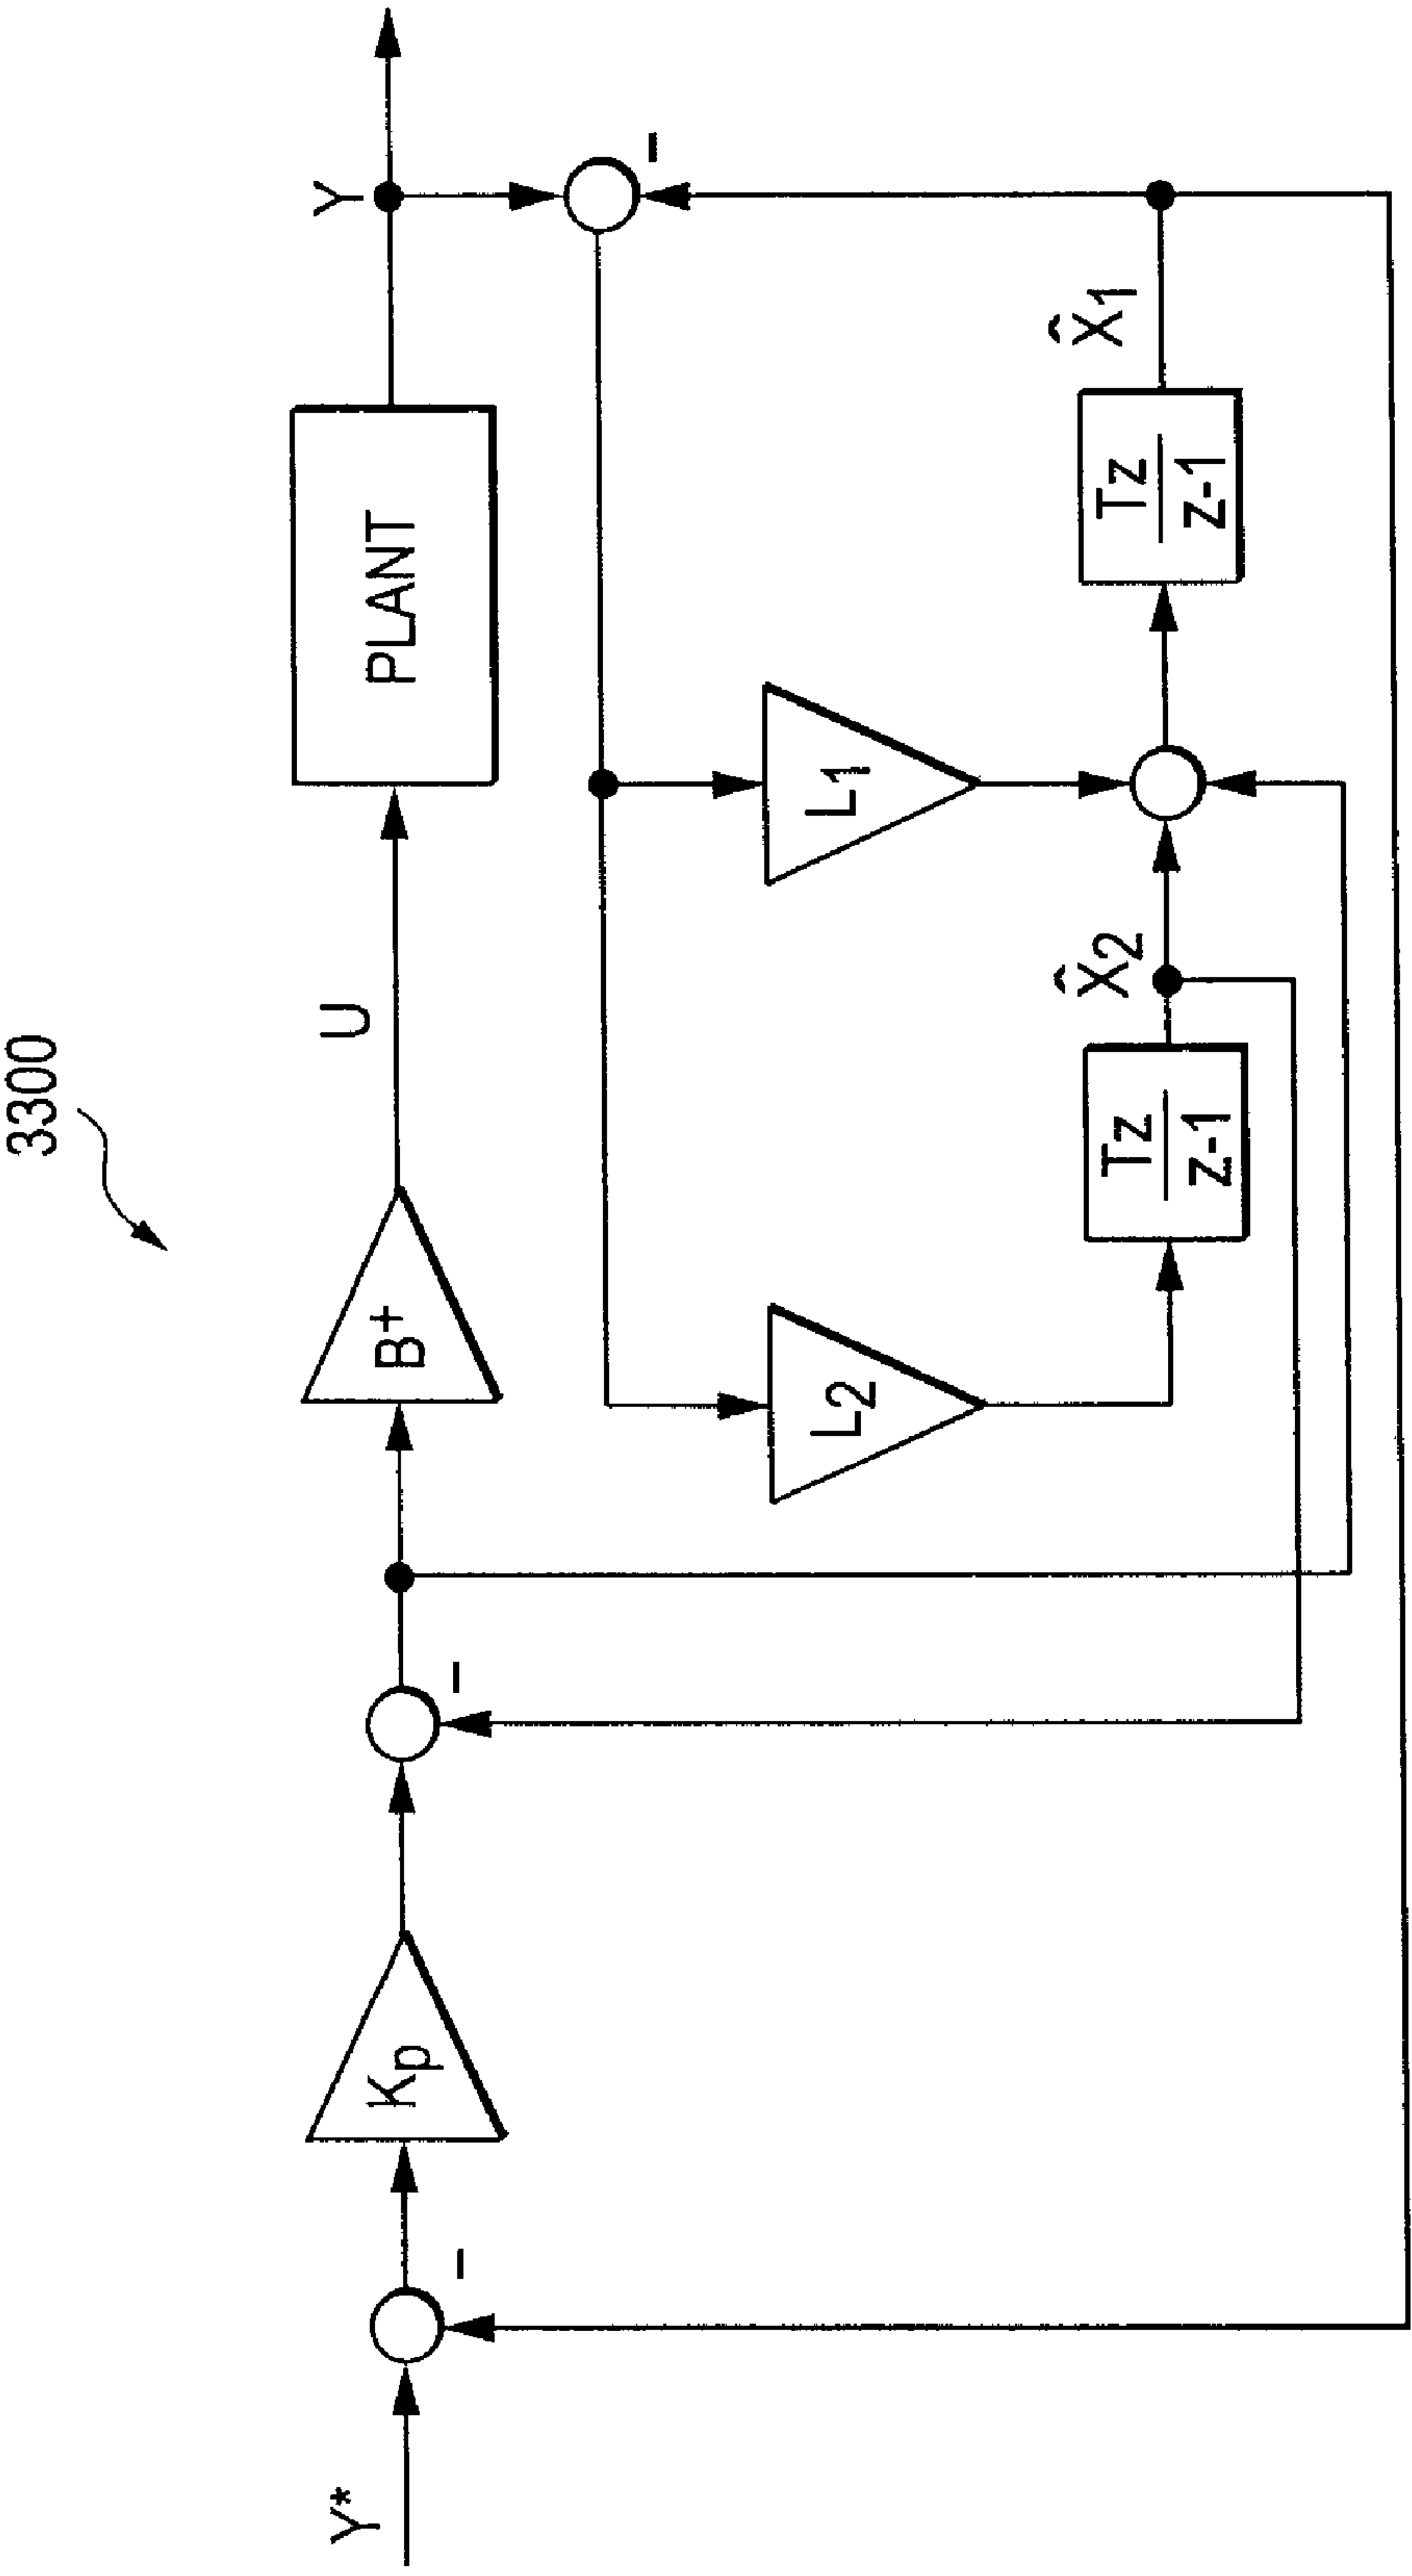 3300
Y*
Kp
B+
U
PLANT
Y
L2
L1
Tz
z-1
X̂2
Tz
z-1
X̂1
-
-
-